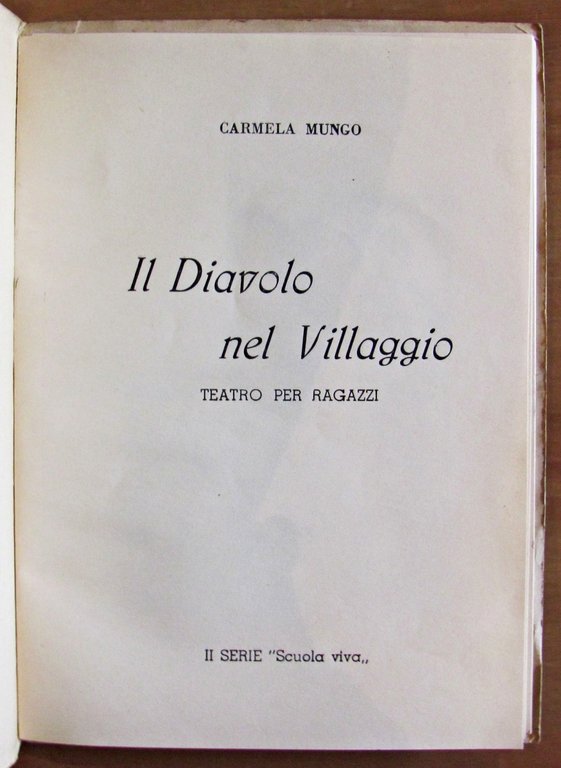 CARMELA MUNGO
Il Diavolo
nel Villaggio
TEATRO PER RAGAZZI
II SERIE "Scuola viva„